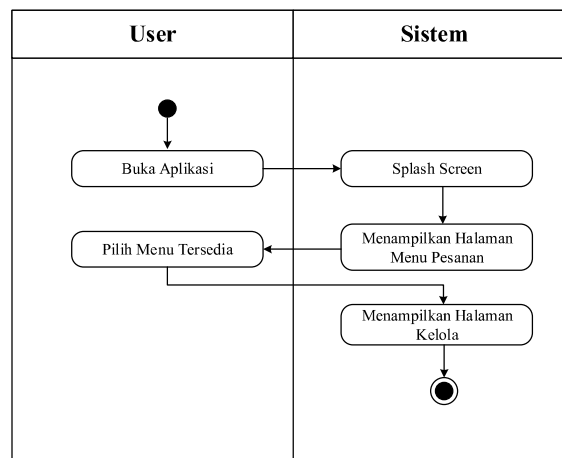 User
Sistem
Buka Aplikasi
Splash Screen
Menampilkan Halaman
Menu Pesanan
Pilih Menu Tersedia
Menampilkan Halaman
Kelola